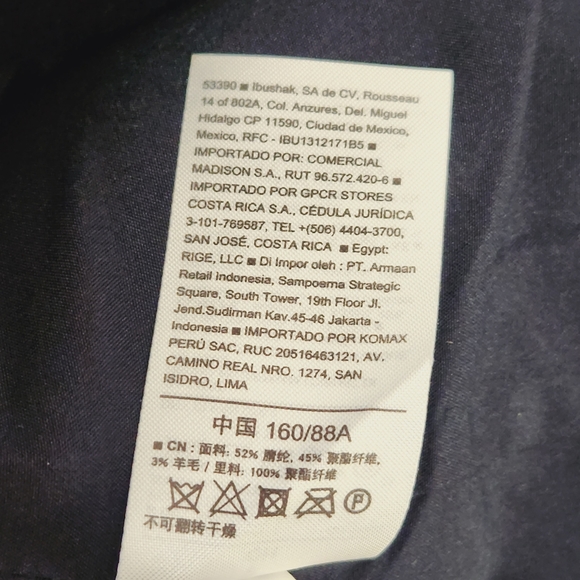 53390 ■ Ibushak, SA de CV, Rousseau
14 of 802A, Col. Anzures, Del. Miguel
Hidalgo CP 11590, Ciudad de Mexico,
Mexico, RFC - IBU1312171B5 ■
IMPORTADO POR: COMERCIAL
MADISON S.A., RUT 96.572.420-6 ■
IMPORTADO POR GPCR STORES
COSTA RICA S.A., CÉDULA JURÍDICA
3-101-769587, TEL +(506) 4404-3700,
SAN JOSÉ, COSTA RICA ■ Egypt:
RIGE, LLC ■ Di Impor oleh : PT. Armaan
Retail Indonesia, Sampoerna Strategic
Square, South Tower, 19th Floor Jl.
Jend.Sudirman Kav.45-46 Jakarta -
Indonesia ■ IMPORTADO POR KOMAX
PERÚ SAC, RUC 20516463121, AV.
CAMINO REAL NRO. 1274, SAN
ISIDRO, LIMA
中国 160/88A
■ CN : 面料: 52% 腈纶, 45% 聚酯纤维,
3% 羊毛 / 里料: 100% 聚酯纤维
P
不可翻转干燥